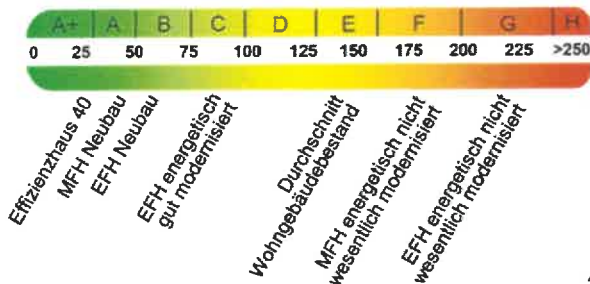 A+ A B C D E F G H
0 25 50 75 100 125 150 175 200 225 >250
Effizienzhaus 40
MFH Neubau
EFH Neubau
EFH energetisch
gut modernisiert
Durchschnitt
Wohngebäudebestand
MFH energetisch nicht
wesentlich modernisiert
EFH energetisch nicht
wesentlich modernisiert